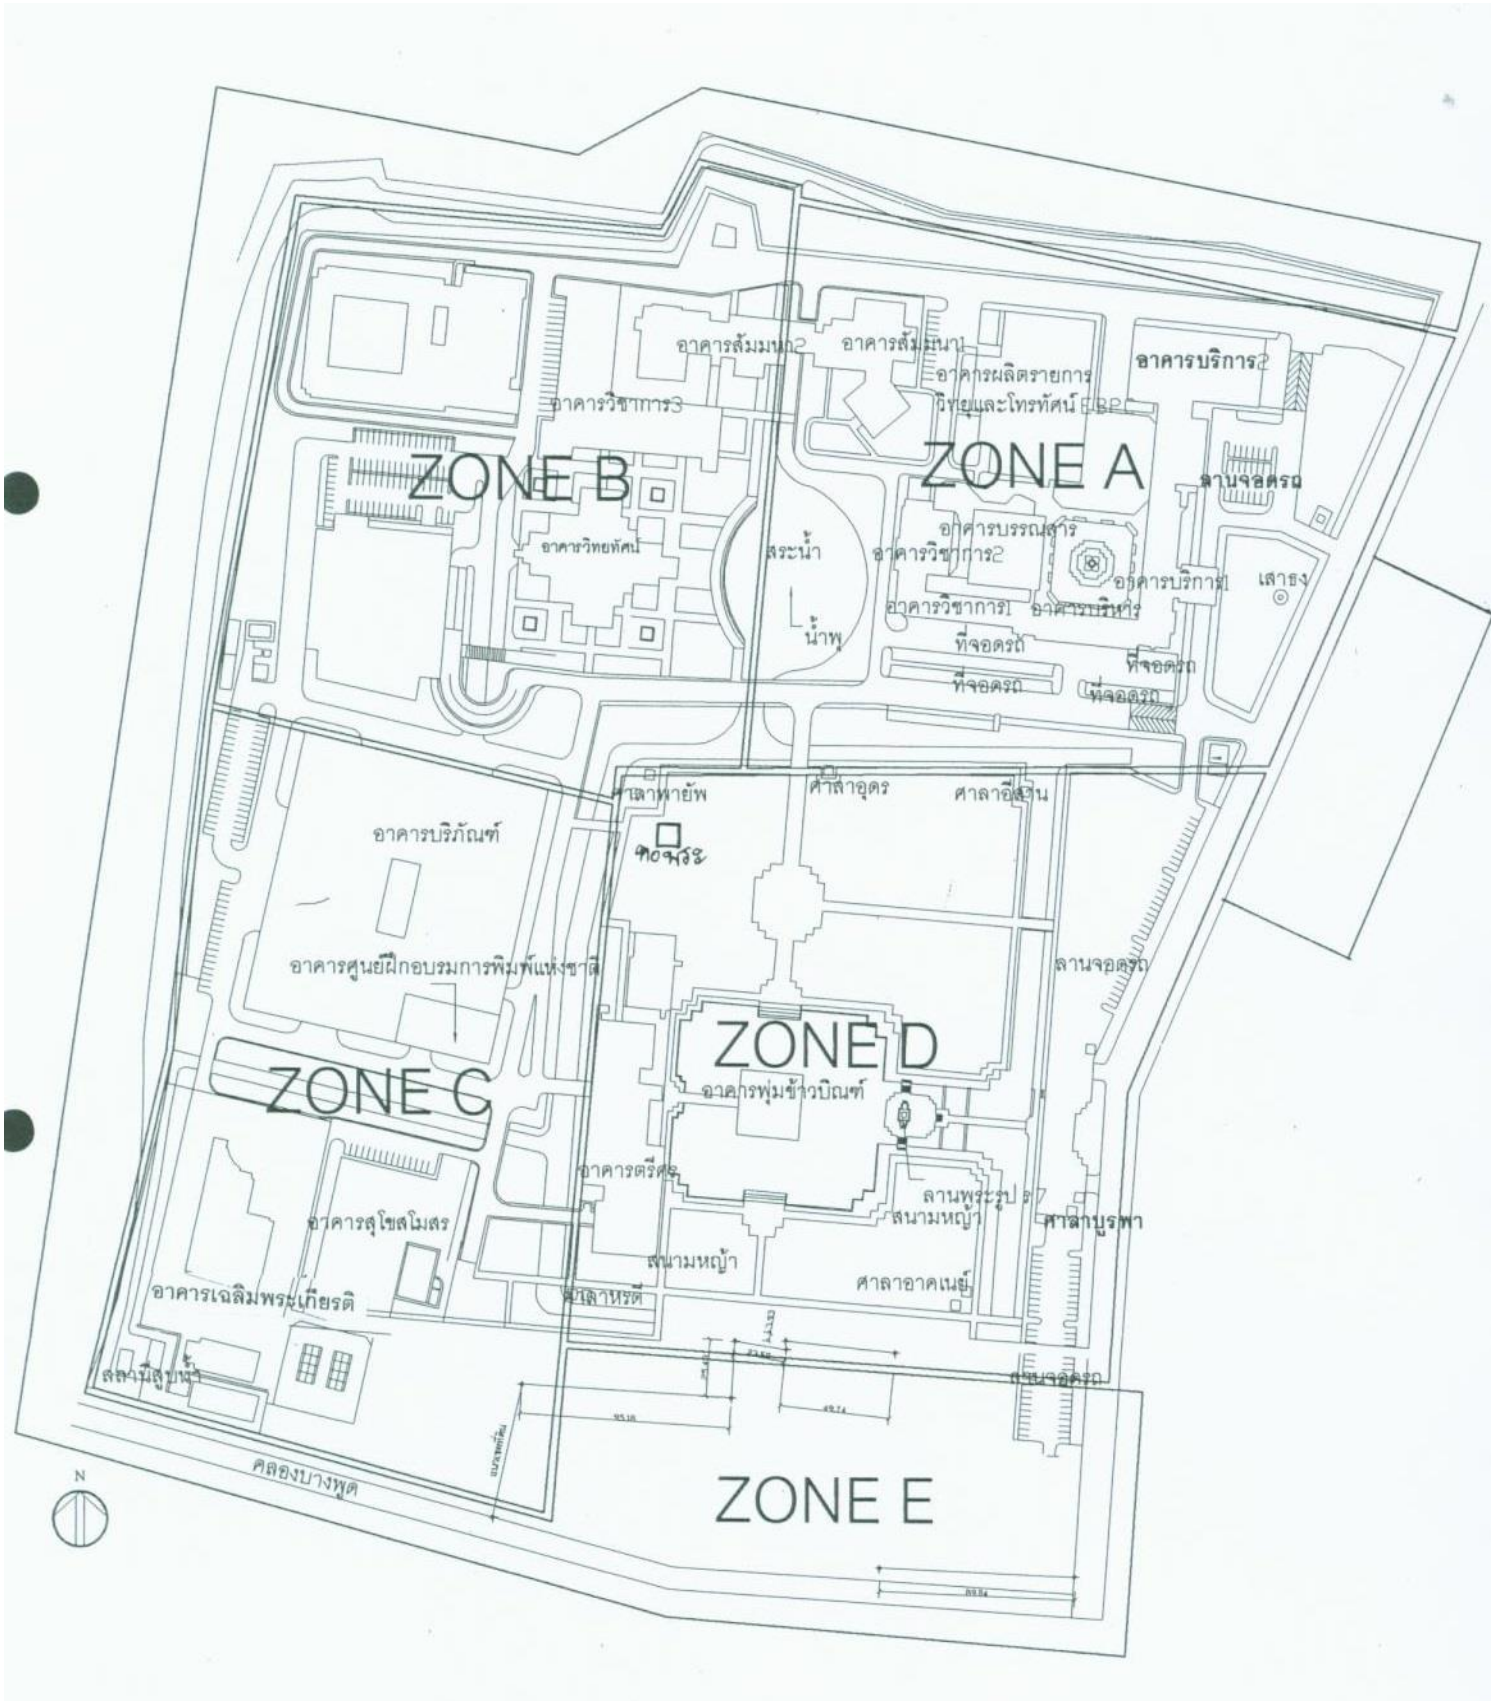 อาคารสัมมนา2
อาคารสัมมนา1
อาคารผลิตรายการ
วิทยุและโทรทัศน์ EBPC
อาคารบริการ2
อาคารวิชาการ3
ZONE B
ZONE A
ลานจอดรถ
อาคารวิทยทัศน์
สระน้ำ
น้ำพุ
อาคารบรรณสาร
อาคารวิชาการ2
อาคารบริการ1
เสาธง
อาคารวิชาการ1
อาคารบริหาร
ที่จอดรถ
ที่จอดรถ
ที่จอดรถ
ที่จอดรถ
ศาลาพายัพ
ศาลาอุดร
ศาลาอีสาน
หอพระ
อาคารบริภัณฑ์
อาคารศูนย์ฝึกอบรมการพิมพ์แห่งชาติ
ลานจอดรถ
ZONE D
ZONE C
อาคารพุ่มข้าวบิณฑ์
อาคารตรีศร
ลานพระรูป ร.7
สนามหญ้า
ศาลาบูรพา
อาคารสุโขสโมสร
สนามหญ้า
ศาลาอาคเนย์
ศาลาหรดี
อาคารเฉลิมพระเกียรติ
สถานีสูบน้ำ
ลานจอดรถ
95.18
49.74
คลองบางพูด
ZONE E
N
89.84